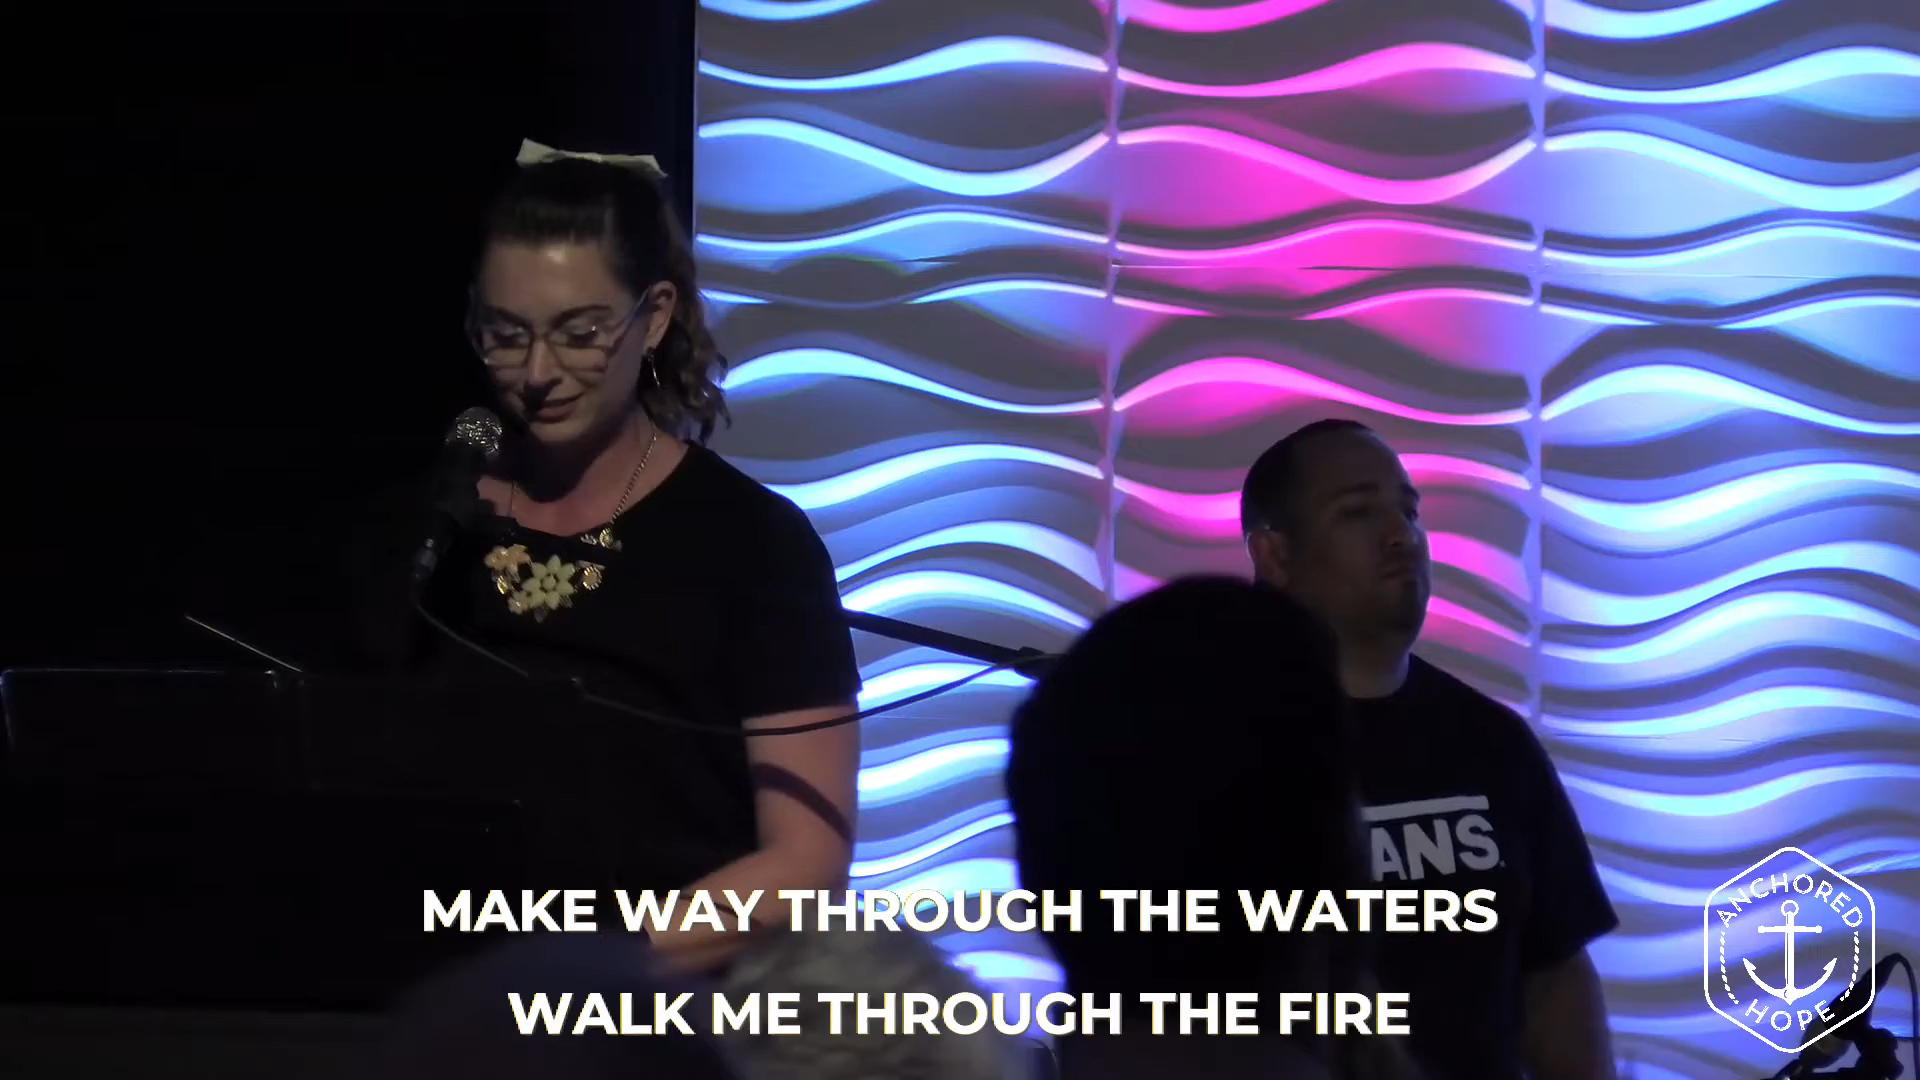 ANS
MAKE WAY THROUGH THE WATERS
WALK ME THROUGH THE FIRE
ANCHORED
HOPE